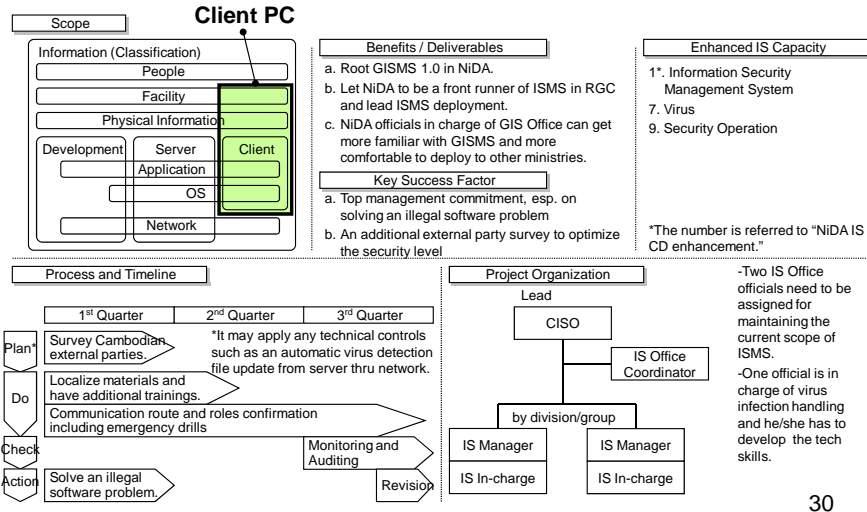 Client PC
Scope
Information (Classification)
People
Facility
Physical Information
Development
Server
Client
Application
OS
Network
Benefits / Deliverables
a. Root GISMS 1.0 in NiDA.
b. Let NiDA to be a front runner of ISMS in RGC
and lead ISMS deployment.
c. NiDA officials in charge of GIS Office can get
more familiar with GISMS and more
comfortable to deploy to other ministries.
Key Success Factor
a. Top management commitment, esp. on
solving an illegal software problem
b. An additional external party survey to optimize
the security level
Enhanced IS Capacity
1*. Information Security
Management System
7. Virus
9. Security Operation
*The number is referred to “NiDA IS
CD enhancement.”
Process and Timeline
1st Quarter
2nd Quarter
3rd Quarter
Plan*
Survey Cambodian
external parties.
*It may apply any technical controls
such as an automatic virus detection
file update from server thru network.
Do
Localize materials and
have additional trainings.
Communication route and roles confirmation
including emergency drills
Check
Monitoring and
Auditing
Action
Solve an illegal
software problem.
Revision
Project Organization
Lead
CISO
IS Office
Coordinator
by division/group
IS Manager
IS Manager
IS In-charge
IS In-charge
-Two IS Office
officials need to be
assigned for
maintaining the
current scope of
ISMS.
-One official is in
charge of virus
infection handling
and he/she has to
develop the tech
skills.
30